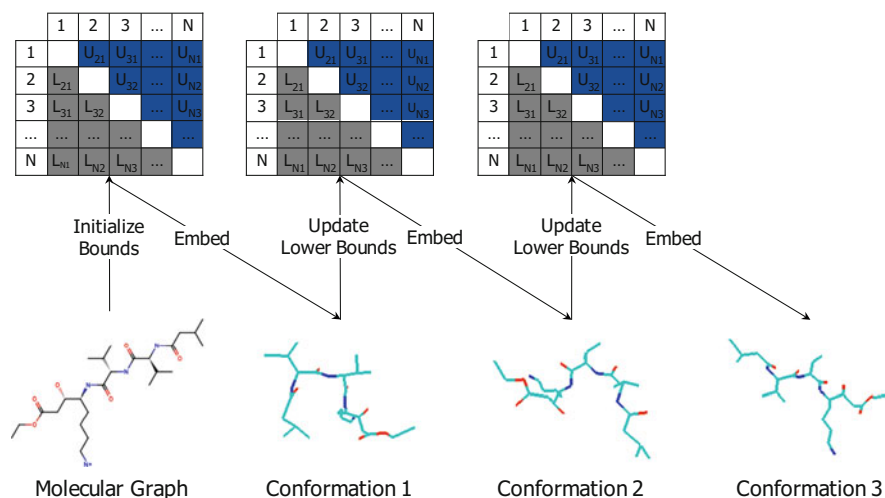 1 2 3 ... N
1 U21 U31 ... UN1
2 L21 U32 ... UN2
3 L31 L32 ... UN3
... ... ... ... ...
N LN1 LN2 LN3 ...
1 2 3 ... N
1 U21 U31 ... UN1
2 L21 U32 ... UN2
3 L31 L32 ... UN3
... ... ... ... ...
N LN1 LN2 LN3 ...
1 2 3 ... N
1 U21 U31 ... UN1
2 L21 U32 ... UN2
3 L31 L32 ... UN3
... ... ... ... ...
N LN1 LN2 LN3 ...
Initialize
Bounds
Embed
Update
Lower Bounds
Embed
Update
Lower Bounds
Embed
Molecular Graph
Conformation 1
Conformation 2
Conformation 3